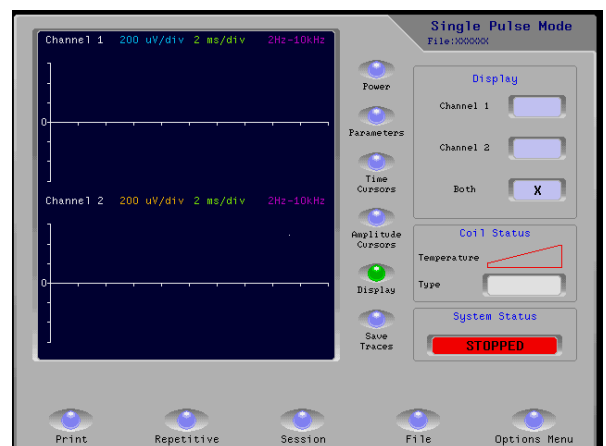 Single Pulse Mode
File:XXXXXX
Channel 1 200 uV/div 2 ms/div 2Hz-10kHz
0
Channel 2 200 uV/div 2 ms/div 2Hz-10kHz
0
Power
Parameters
Time
Cursors
Amplitude
Cursors
Display
Save
Traces
Display
Channel 1
Channel 2
Both X
Coil Status
Temperature
Type
System Status
STOPPED
Print Repetitive Session File Options Menu